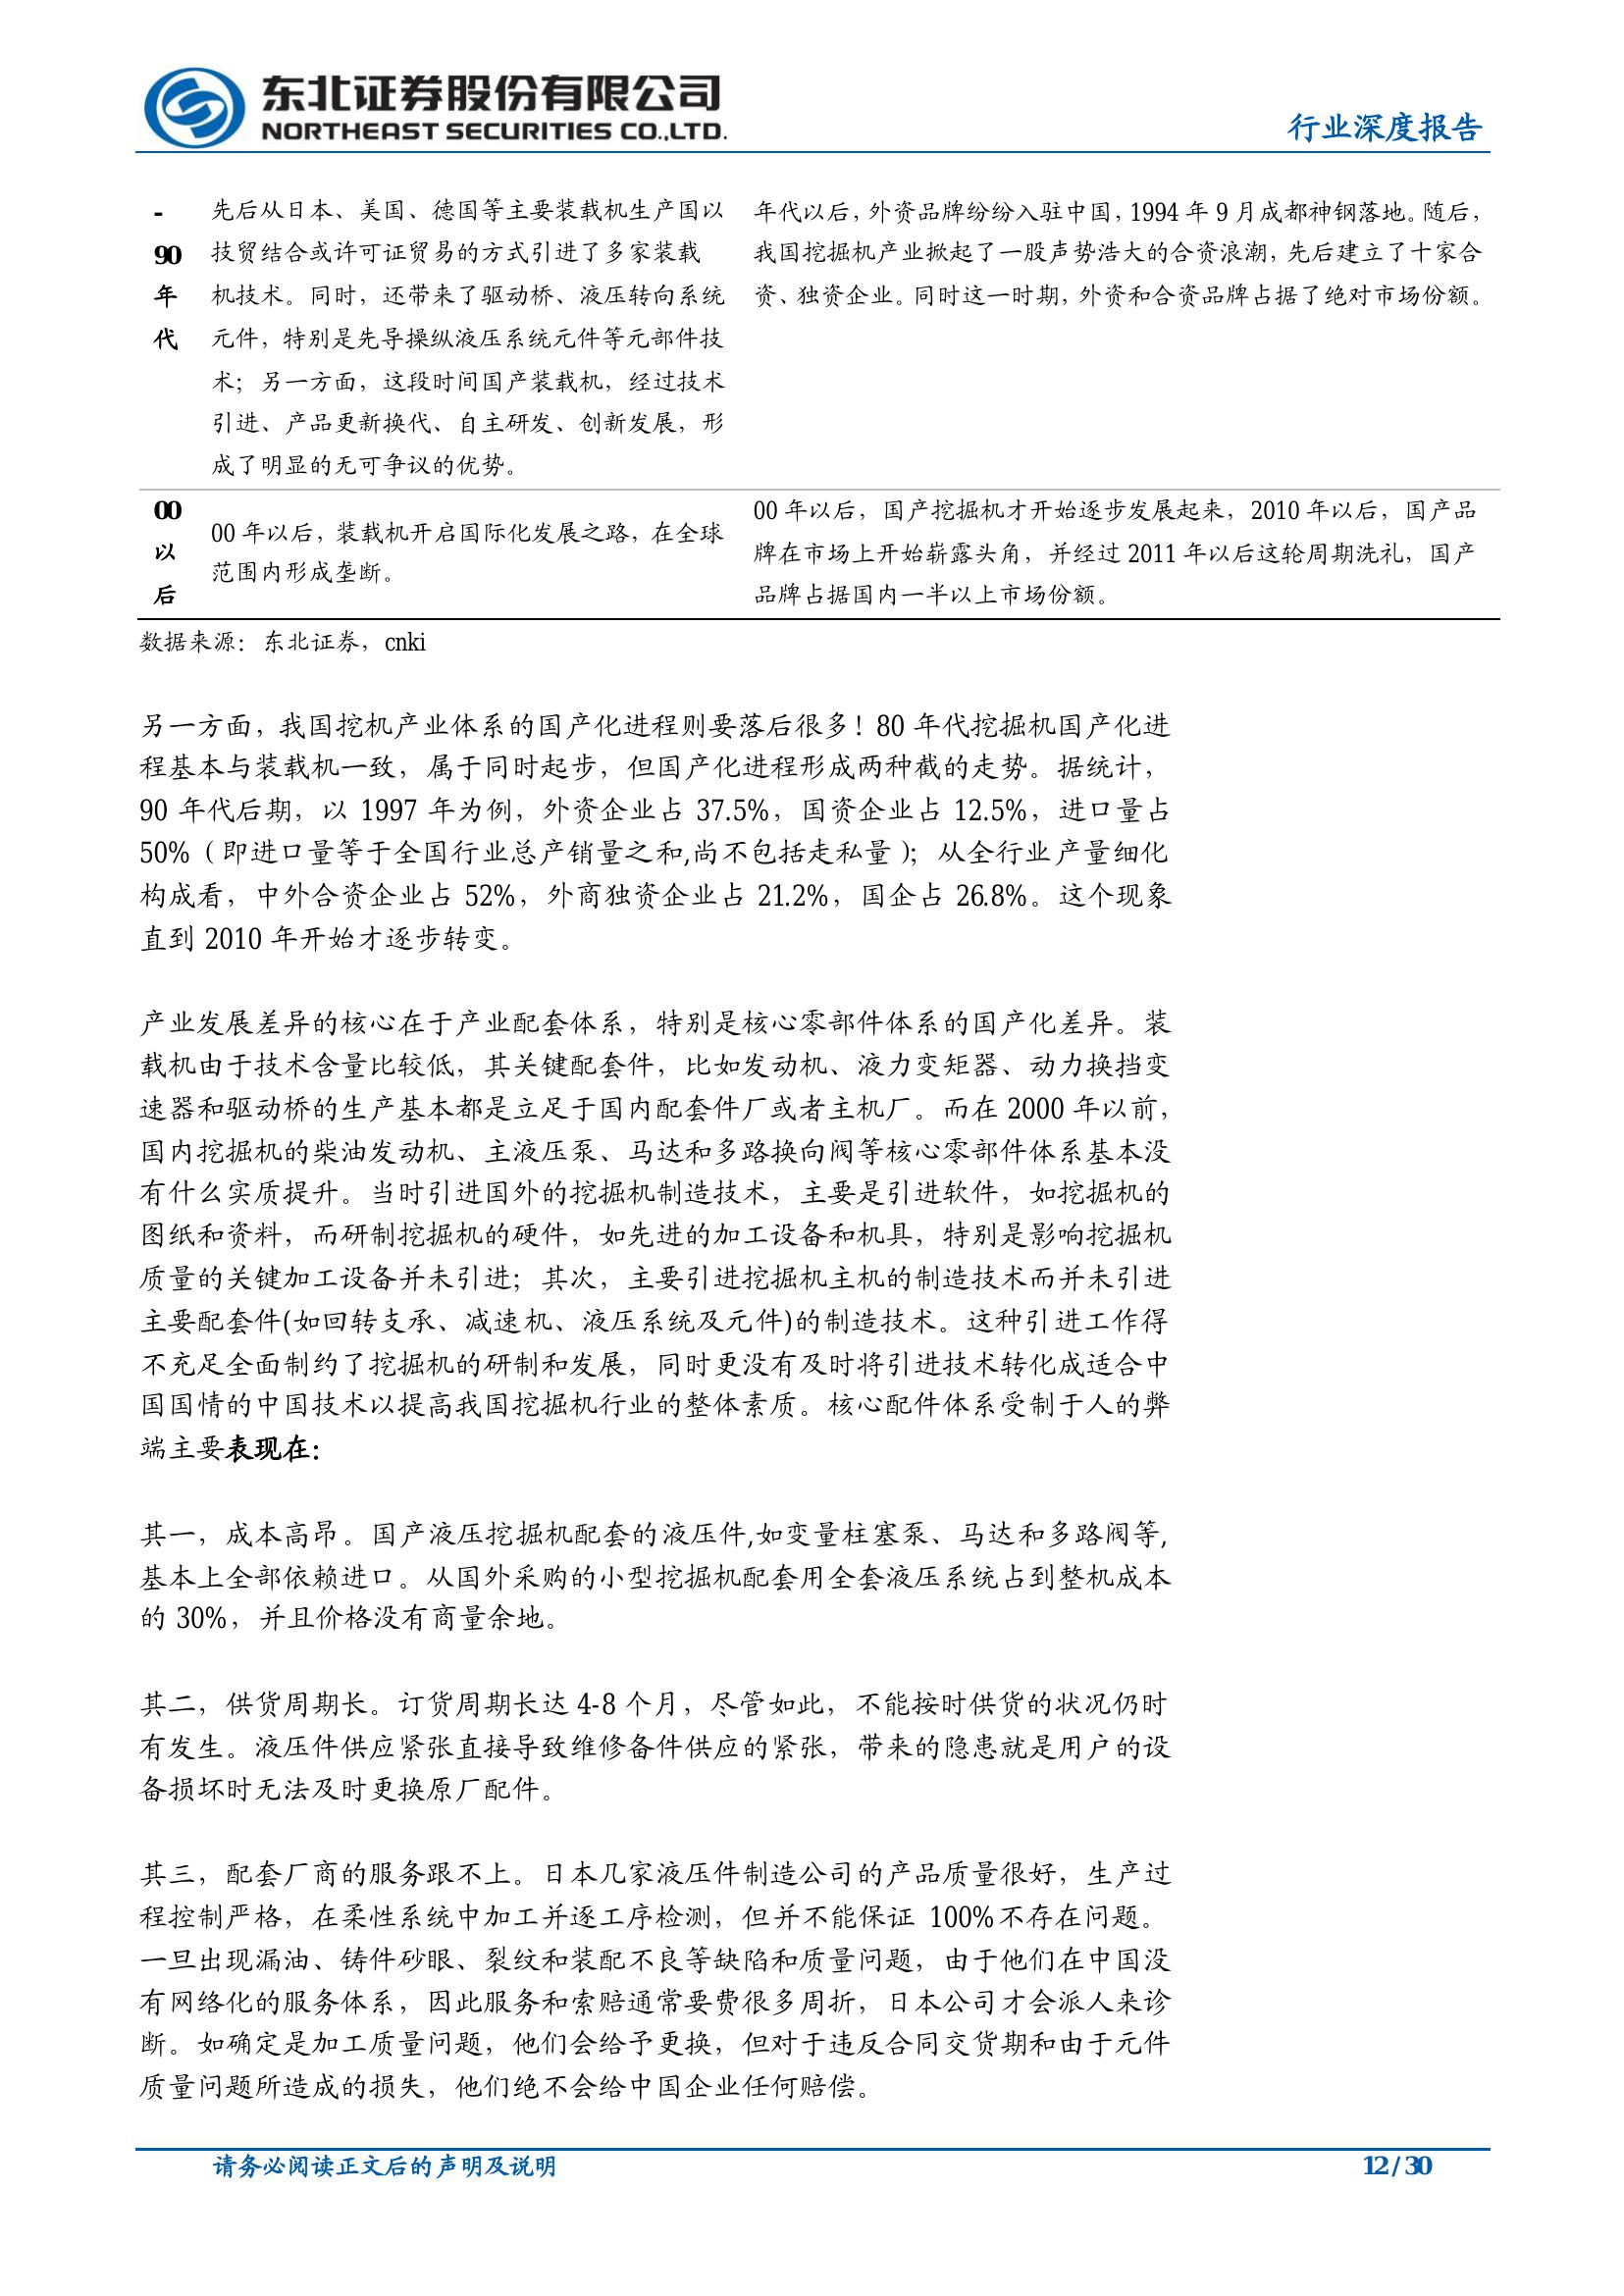 东北证券股份有限公司
NORTHEAST SECURITIES CO.,LTD.
行业深度报告
-
90
年
代
先后从日本、美国、德国等主要装载机生产国以
技贸结合或许可证贸易的方式引进了多家装载
机技术。同时，还带来了驱动桥、液压转向系统
元件，特别是先导操纵液压系统元件等元部件技
术；另一方面，这段时间国产装载机，经过技术
引进、产品更新换代、自主研发、创新发展，形
成了明显的无可争议的优势。
年代以后，外资品牌纷纷入驻中国，1994 年 9 月成都神钢落地。随后，
我国挖掘机产业掀起了一股声势浩大的合资浪潮，先后建立了十家合
资、独资企业。同时这一时期，外资和合资品牌占据了绝对市场份额。
00
以
后
00 年以后，装载机开启国际化发展之路，在全球
范围内形成垄断。
00 年以后，国产挖掘机才开始逐步发展起来，2010 年以后，国产品
牌在市场上开始崭露头角，并经过 2011 年以后这轮周期洗礼，国产
品牌占据国内一半以上市场份额。
数据来源：东北证券，cnki
另一方面，我国挖机产业体系的国产化进程则要落后很多！80 年代挖掘机国产化进
程基本与装载机一致，属于同时起步，但国产化进程形成两种截的走势。据统计，
90 年代后期，以 1997 年为例，外资企业占 37.5%，国资企业占 12.5%，进口量占
50%（即进口量等于全国行业总产销量之和,尚不包括走私量）；从全行业产量细化
构成看，中外合资企业占 52%，外商独资企业占 21.2%，国企占 26.8%。这个现象
直到 2010 年开始才逐步转变。
产业发展差异的核心在于产业配套体系，特别是核心零部件体系的国产化差异。装
载机由于技术含量比较低，其关键配套件，比如发动机、液力变矩器、动力换挡变
速器和驱动桥的生产基本都是立足于国内配套件厂或者主机厂。而在 2000 年以前，
国内挖掘机的柴油发动机、主液压泵、马达和多路换向阀等核心零部件体系基本没
有什么实质提升。当时引进国外的挖掘机制造技术，主要是引进软件，如挖掘机的
图纸和资料，而研制挖掘机的硬件，如先进的加工设备和机具，特别是影响挖掘机
质量的关键加工设备并未引进；其次，主要引进挖掘机主机的制造技术而并未引进
主要配套件(如回转支承、减速机、液压系统及元件)的制造技术。这种引进工作得
不充足全面制约了挖掘机的研制和发展，同时更没有及时将引进技术转化成适合中
国国情的中国技术以提高我国挖掘机行业的整体素质。核心配件体系受制于人的弊
端主要表现在：
其一，成本高昂。国产液压挖掘机配套的液压件,如变量柱塞泵、马达和多路阀等,
基本上全部依赖进口。从国外采购的小型挖掘机配套用全套液压系统占到整机成本
的 30%，并且价格没有商量余地。
其二，供货周期长。订货周期长达 4-8 个月，尽管如此，不能按时供货的状况仍时
有发生。液压件供应紧张直接导致维修备件供应的紧张，带来的隐患就是用户的设
备损坏时无法及时更换原厂配件。
其三，配套厂商的服务跟不上。日本几家液压件制造公司的产品质量很好，生产过
程控制严格，在柔性系统中加工并逐工序检测，但并不能保证 100%不存在问题。
一旦出现漏油、铸件砂眼、裂纹和装配不良等缺陷和质量问题，由于他们在中国没
有网络化的服务体系，因此服务和索赔通常要费很多周折，日本公司才会派人来诊
断。如确定是加工质量问题，他们会给予更换，但对于违反合同交货期和由于元件
质量问题所造成的损失，他们绝不会给中国企业任何赔偿。
请务必阅读正文后的声明及说明
12 / 30